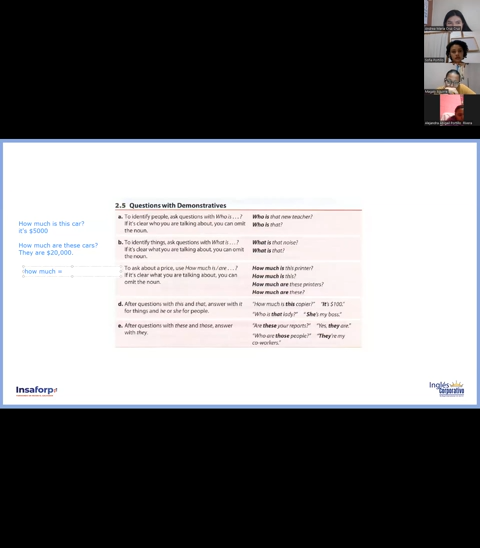 2.5 Questions with Demonstratives
a. To identify people, ask questions with Who is . . . ?
If it's clear who you are talking about, you can omit
the noun.
Who is that new teacher?
Who is that?
b. To identify things, ask questions with What is . . . ?
If it's clear what you are talking about, you can omit
the noun.
What is that noise?
What is that?
To ask about a price, use How much is / are . . . ?
If it's clear what you are talking about, you can
omit the noun.
How much is this printer?
How much is this?
How much are these printers?
How much are these?
d. After questions with this and that, answer with it
for things and he or she for people.
"How much is this copier?" "It's $100."
"Who is that lady?" "She's my boss."
e. After questions with these and those, answer
with they.
"Are these your reports?" "Yes, they are."
"Who are those people?" "They're my
co-workers."
How much is this car?
it's $5000
How much are these cars?
They are $20,000.
how much =
Insaforp
Inglés
Corporativo